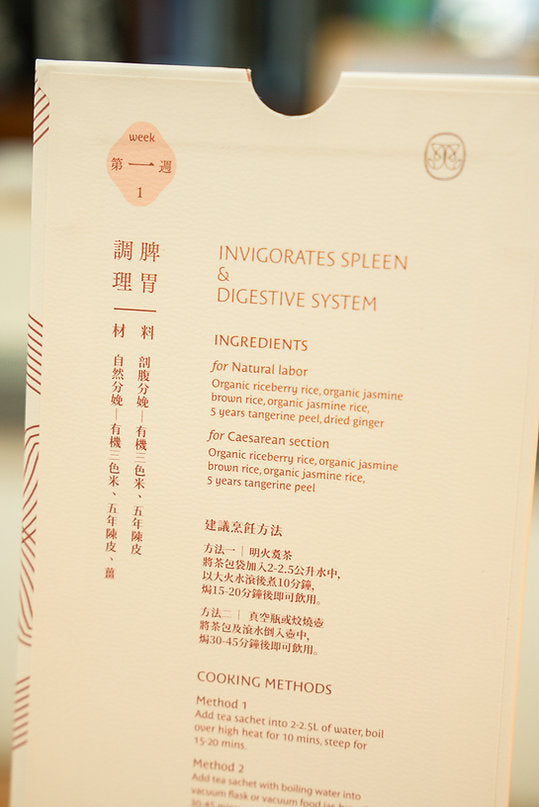 week
第一週
1
脾胃
調理
材料
剖腹分娩—有機三色米、五年陳皮
自然分娩—有機三色米、五年陳皮、薑
INVIGORATES SPLEEN
&
DIGESTIVE SYSTEM
INGREDIENTS
for Natural labor
Organic riceberry rice, organic jasmine
brown rice, organic jasmine rice,
5 years tangerine peel, dried ginger
for Caesarean section
Organic riceberry rice, organic jasmine
brown rice, organic jasmine rice,
5 years tangerine peel
建議烹飪方法
方法一｜明火煲茶
將茶包袋加入2-2.5公升水中，
以大火水滾後煮10分鐘，
焗15-20分鐘後即可飲用。
方法二｜真空瓶或炆燒壺
將茶包及滾水倒入壺中，
焗30-45分鐘後即可飲用。
COOKING METHODS
Method 1
Add tea sachet into 2-2.5L of water, boil
over high heat for 10 mins, steep for
15-20 mins.
Method 2
Add tea sachet with boiling water into
vacuum flask or vacuum food jar